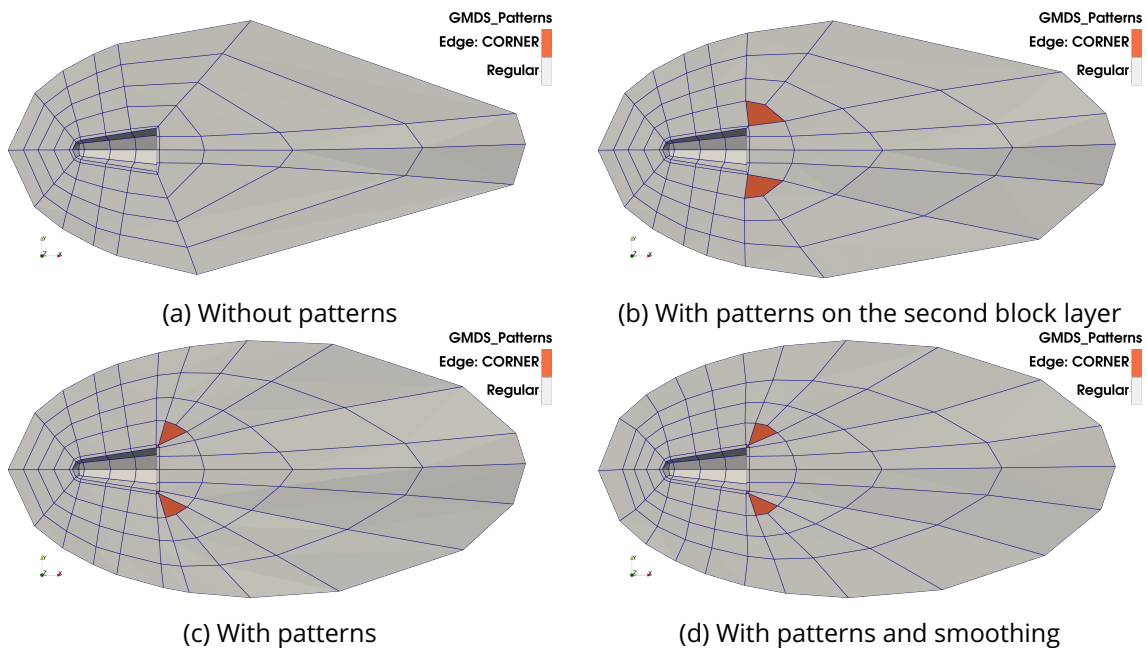 GMDS_Patterns
Edge: CORNER
Regular
GMDS_Patterns
Edge: CORNER
Regular
(a) Without patterns
(b) With patterns on the second block layer
GMDS_Patterns
Edge: CORNER
Regular
GMDS_Patterns
Edge: CORNER
Regular
(c) With patterns
(d) With patterns and smoothing